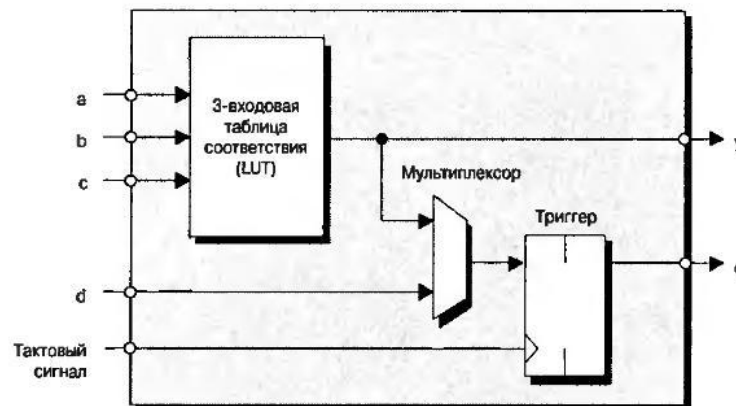 a
b
c
d
Тактовый
сигнал
3-входовая
таблица
соответствия
(LUT)
Мультиплексор
Триггер
y